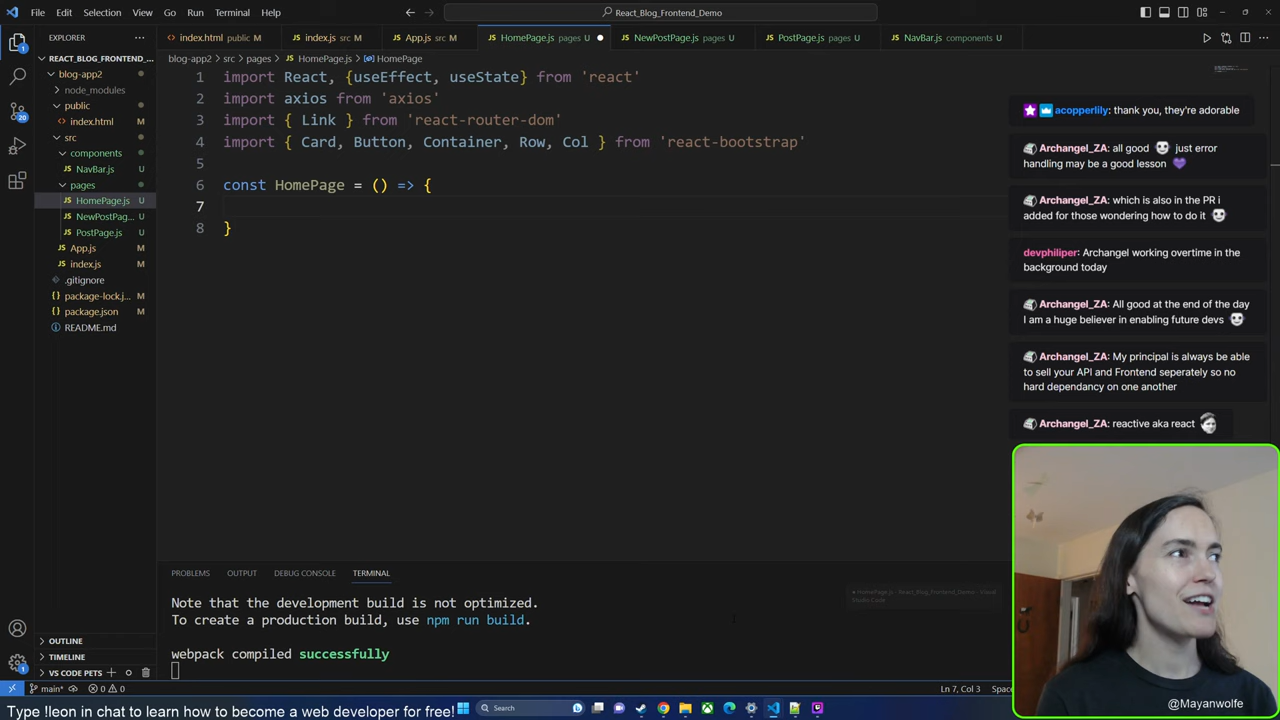 File Edit Selection View Go Run Terminal Help
React_Blog_Frontend_Demo
EXPLORER
index.html public M
index.js src M
App.js src M
HomePage.js pages U
NewPostPage.js pages U
PostPage.js pages U
NavBar.js components U
blog-app2 > src > pages > JS HomePage.js > HomePage
REACT_BLOG_FRONTEND_...
blog-app2
node_modules
public
index.html M
src
components
NavBar.js U
pages
HomePage.js U
NewPostPag... U
PostPage.js U
App.js M
index.js M
.gitignore
package-lock.j... M
package.json M
README.md
OUTLINE
TIMELINE
VS CODE PETS
1 import React, {useEffect, useState} from 'react'
2 import axios from 'axios'
3 import { Link } from 'react-router-dom'
4 import { Card, Button, Container, Row, Col } from 'react-bootstrap'
5
6 const HomePage = () => {
7
8 }
acopperlily: thank you, they're adorable
Archangel_ZA: all good just error
handling may be a good lesson
Archangel_ZA: which is also in the PR i
added for those wondering how to do it
devphiliper: Archangel working overtime in the
background today
Archangel_ZA: All good at the end of the day
I am a huge believer in enabling future devs
Archangel_ZA: My principal is always be able
to sell your API and Frontend seperately so no
hard dependancy on one another
Archangel_ZA: reactive aka react
PROBLEMS OUTPUT DEBUG CONSOLE TERMINAL
Note that the development build is not optimized.
To create a production build, use npm run build.
webpack compiled successfully
HomePage.js - React_Blog_Frontend_Demo - Visual
Studio Code
main* 0 0
Ln 7, Col 3
Type !leon in chat to learn how to become a web developer for free!
Search
@Mayanwolfe